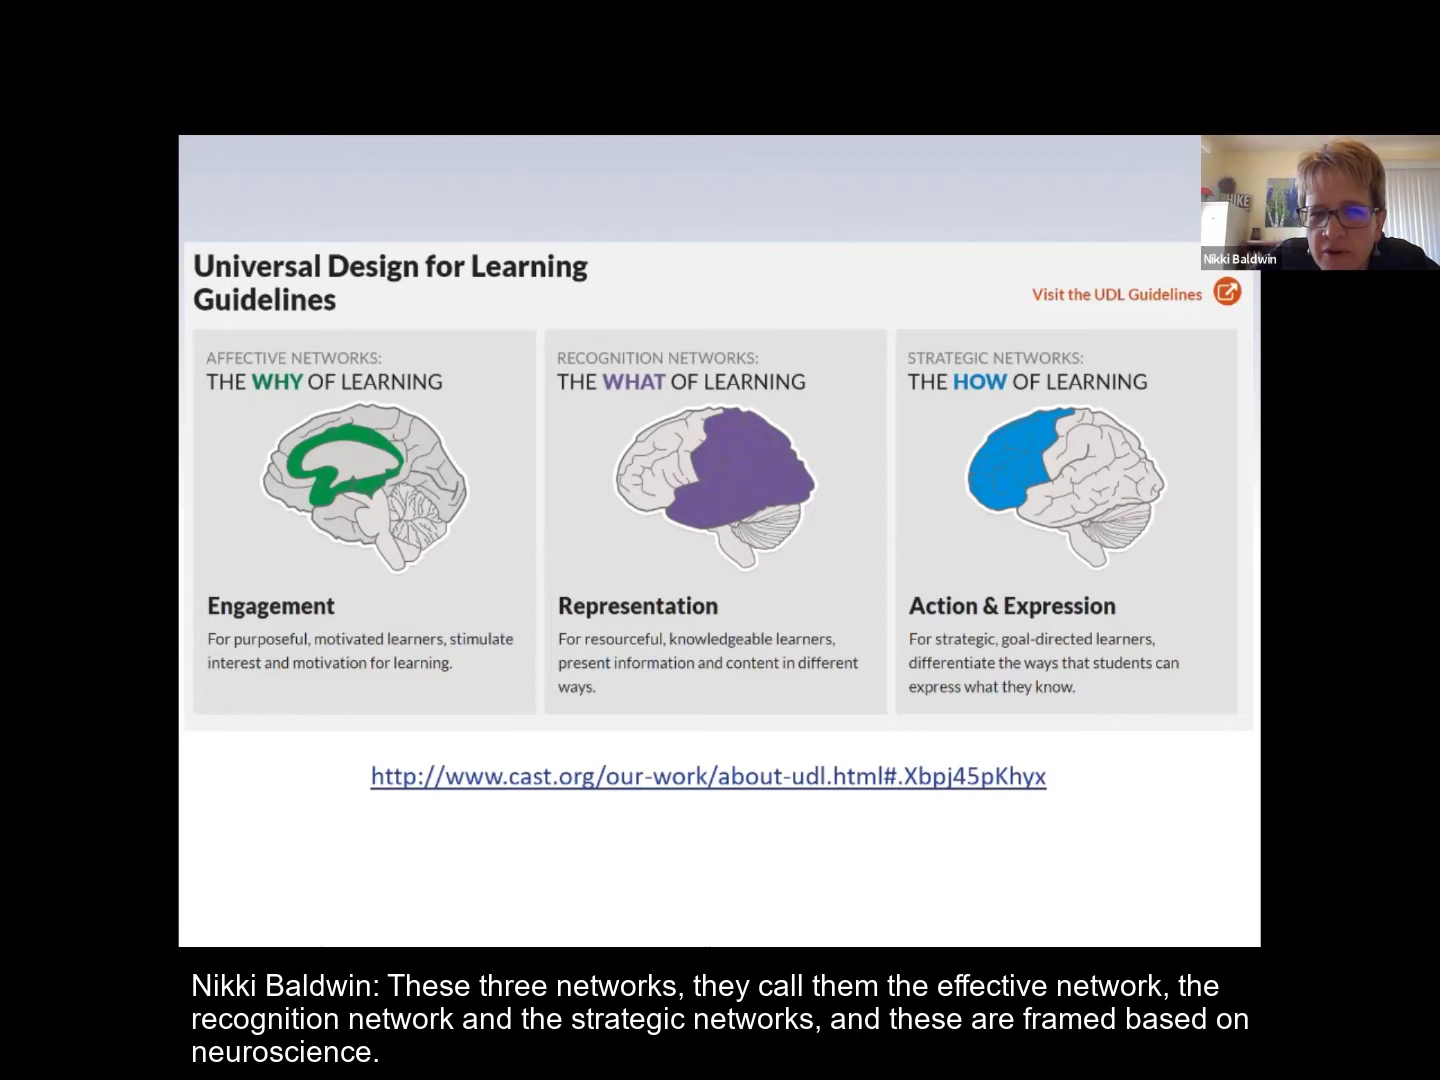 HIKE
Nikki Baldwin
Universal Design for Learning
Guidelines
Visit the UDL Guidelines
AFFECTIVE NETWORKS:
THE WHY OF LEARNING
Engagement
For purposeful, motivated learners, stimulate
interest and motivation for learning.
RECOGNITION NETWORKS:
THE WHAT OF LEARNING
Representation
For resourceful, knowledgeable learners,
present information and content in different
ways.
STRATEGIC NETWORKS:
THE HOW OF LEARNING
Action & Expression
For strategic, goal-directed learners,
differentiate the ways that students can
express what they know.
http://www.cast.org/our-work/about-udl.html#.Xbpj45pKhyx
Nikki Baldwin: These three networks, they call them the effective network, the
recognition network and the strategic networks, and these are framed based on
neuroscience.